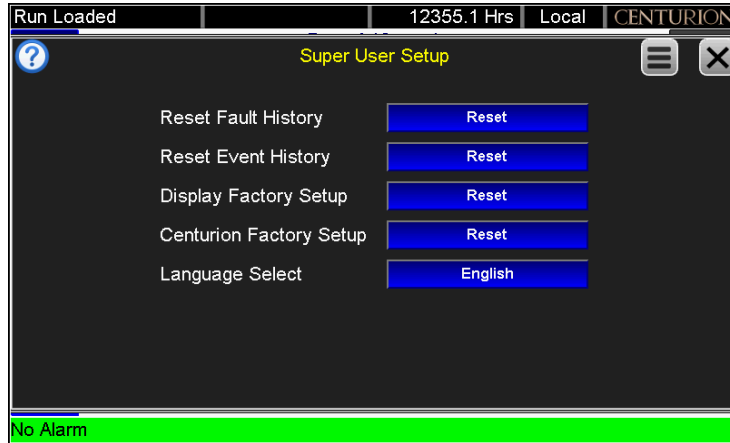 Run Loaded 12355.1 Hrs Local CENTURION
? Super User Setup
Reset Fault History Reset
Reset Event History Reset
Display Factory Setup Reset
Centurion Factory Setup Reset
Language Select English
No Alarm